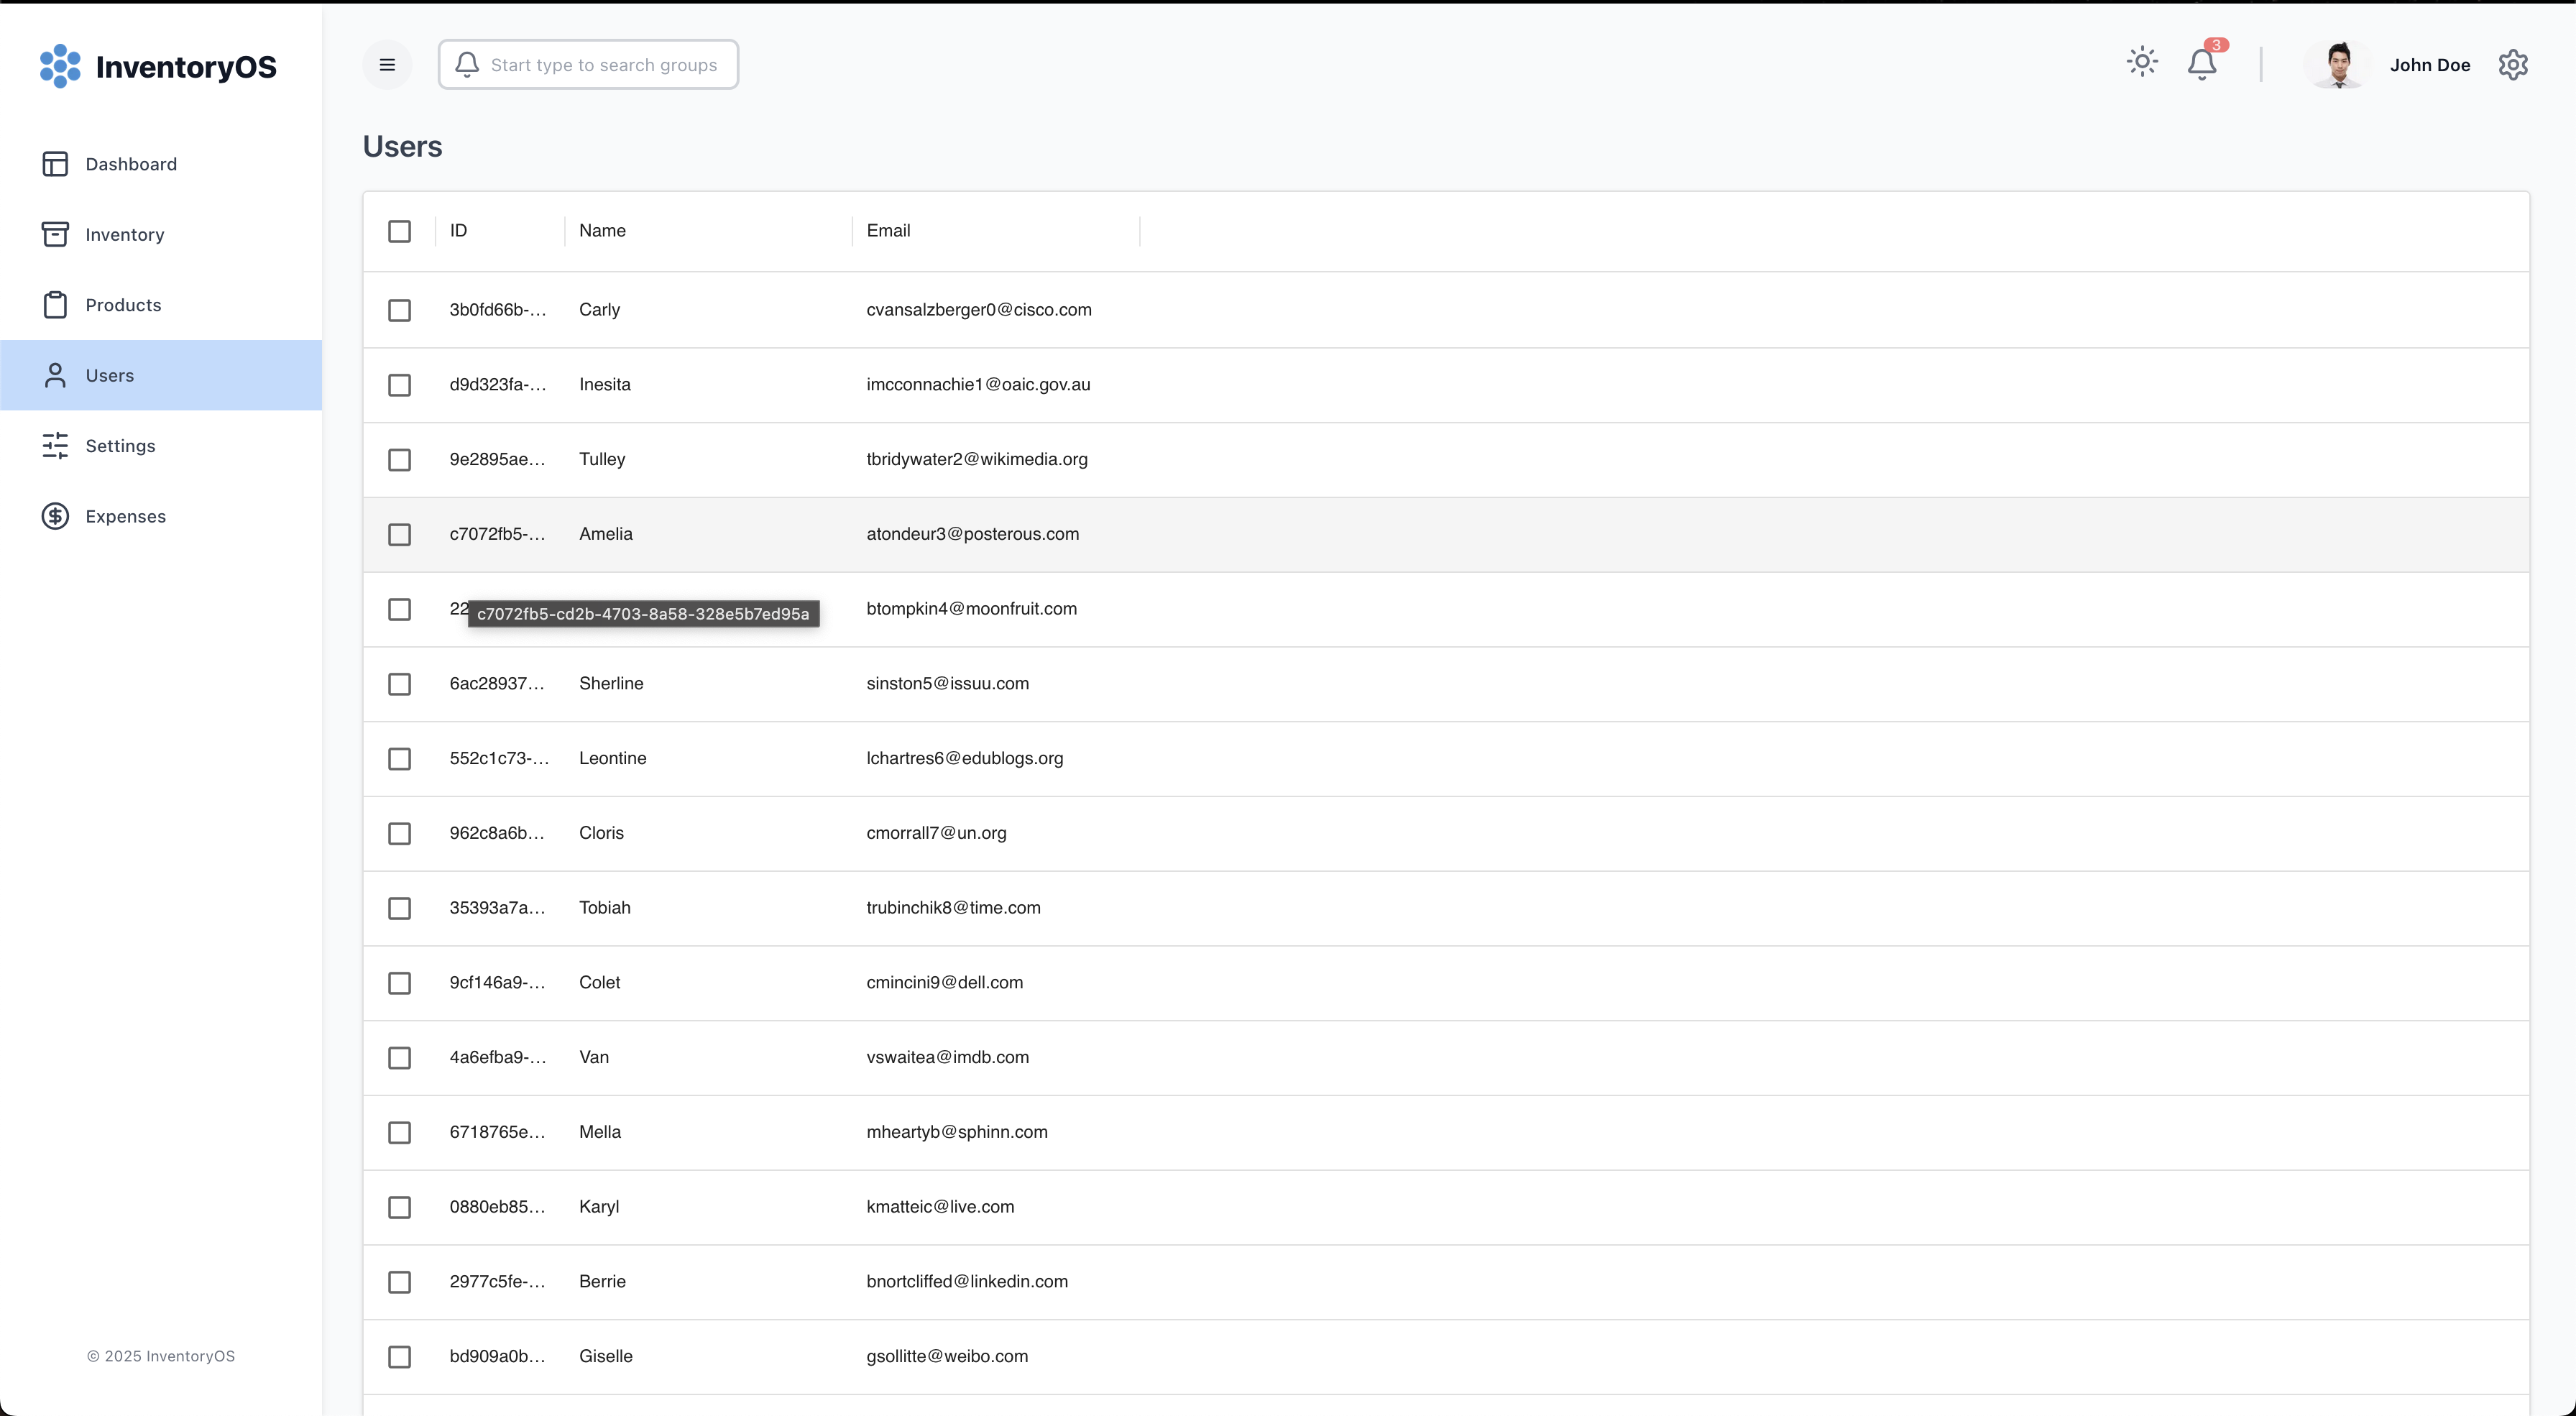 InventoryOS
Start type to search groups
3
John Doe
Dashboard
Inventory
Products
Users
Settings
Expenses
© 2025 InventoryOS
Users
ID Name Email
3b0fd66b-... Carly cvansalzberger0@cisco.com
d9d323fa-... Inesita imcconnachie1@oaic.gov.au
9e2895ae... Tulley tbridywater2@wikimedia.org
c7072fb5-... Amelia atondeur3@posterous.com
22 btompkin4@moonfruit.com
c7072fb5-cd2b-4703-8a58-328e5b7ed95a
6ac28937... Sherline sinston5@issuu.com
552c1c73-... Leontine lchartres6@edublogs.org
962c8a6b... Cloris cmorrall7@un.org
35393a7a... Tobiah trubinchik8@time.com
9cf146a9-... Colet cmincini9@dell.com
4a6efba9-... Van vswaitea@imdb.com
6718765e... Mella mheartyb@sphinn.com
0880eb85... Karyl kmatteic@live.com
2977c5fe-... Berrie bnortcliffed@linkedin.com
bd909a0b... Giselle gsollitte@weibo.com